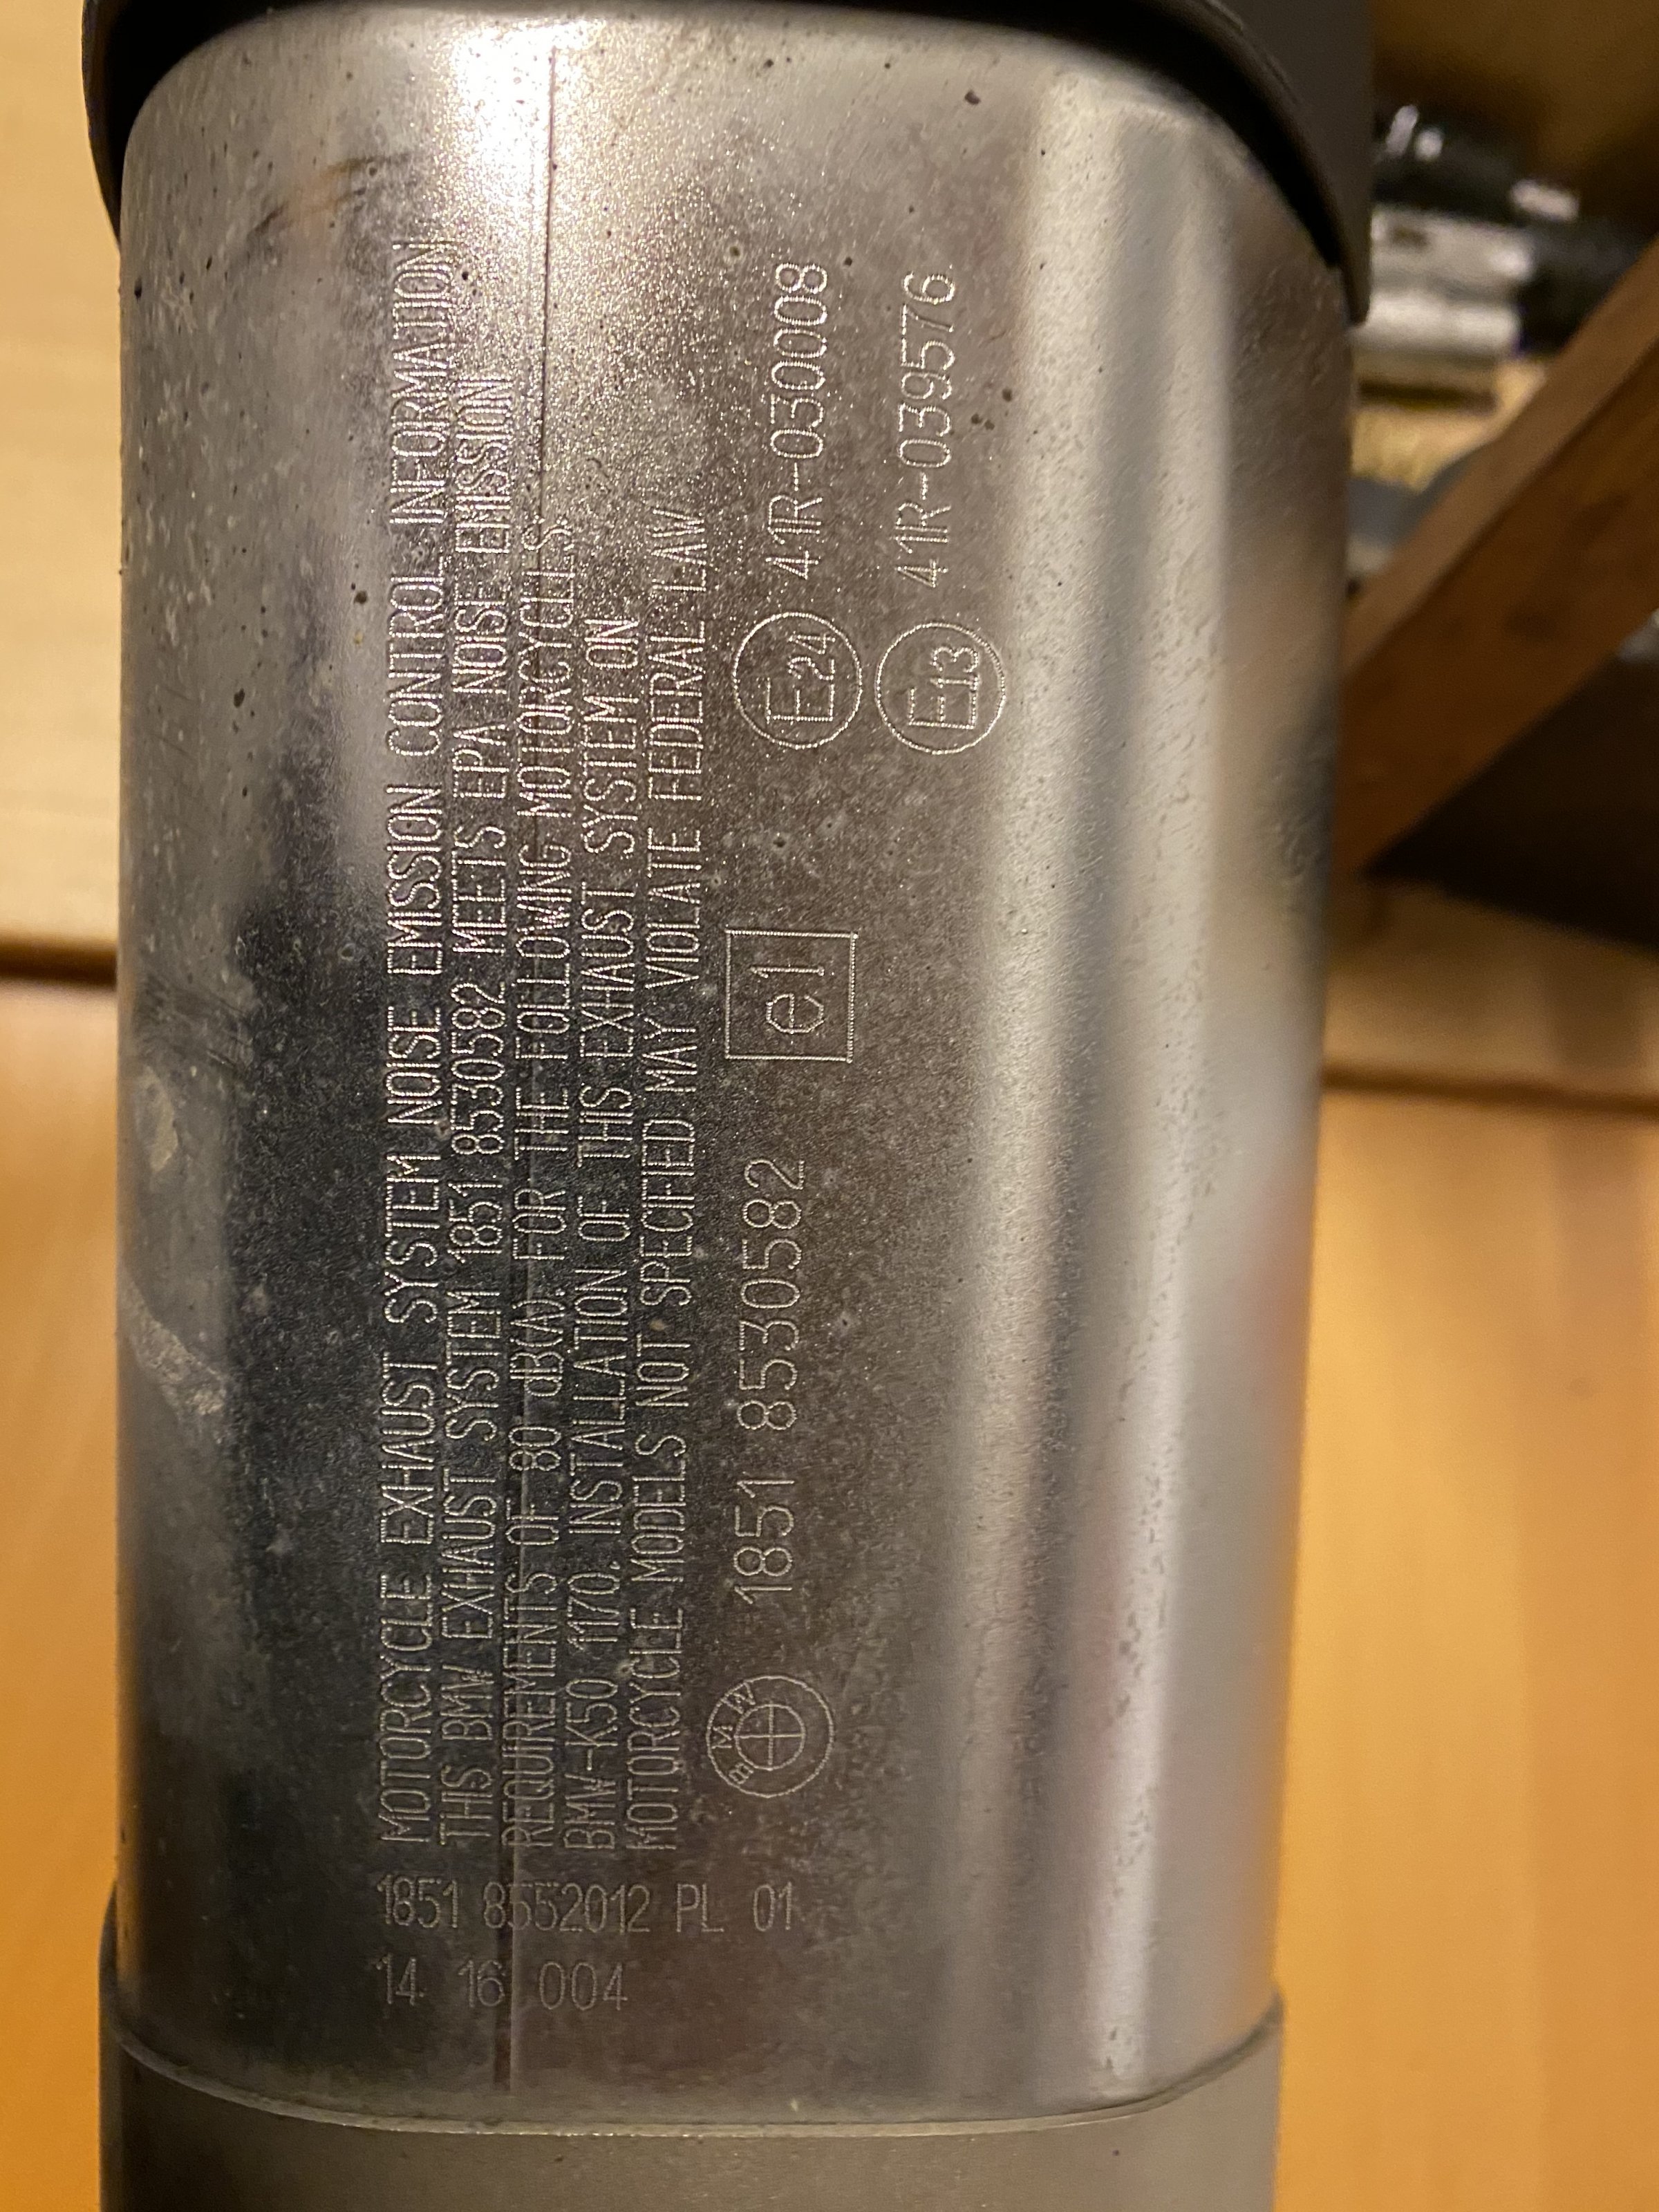 MOTORCYCLE EXHAUST SYSTEM NOISE EMISSION CONTROL INFORMATION
THIS BMW EXHAUST SYSTEM 1851 8530582 MEETS EPA NOISE EMISSION
REQUIREMENTS OF 80 dB(A). FOR THE FOLLOWING MOTORCYCLES:
BMW-K50 1170. INSTALLATION OF THIS EXHAUST SYSTEM ON
MOTORCYCLE MODELS NOT SPECIFIED MAY VIOLATE FEDERAL LAW
BMW 1851 8530582 e1 E24 41R-030008
E13 41R-039576
1851 8552012 PL 01
14 16 004